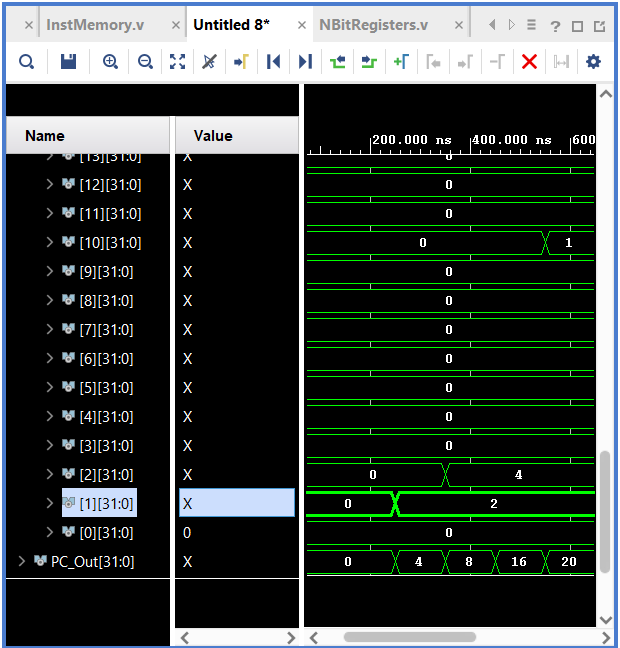 InstMemory.v Untitled 8* NBitRegisters.v
Name Value
200.000 ns 400.000 ns 600
[13][31:0] X 0
[12][31:0] X 0
[11][31:0] X 0
[10][31:0] X 0 1
[9][31:0] X 0
[8][31:0] X 0
[7][31:0] X 0
[6][31:0] X 0
[5][31:0] X 0
[4][31:0] X 0
[3][31:0] X 0
[2][31:0] X 0 4
[1][31:0] X 0 2
[0][31:0] 0 0
PC_Out[31:0] X 0 4 8 16 20